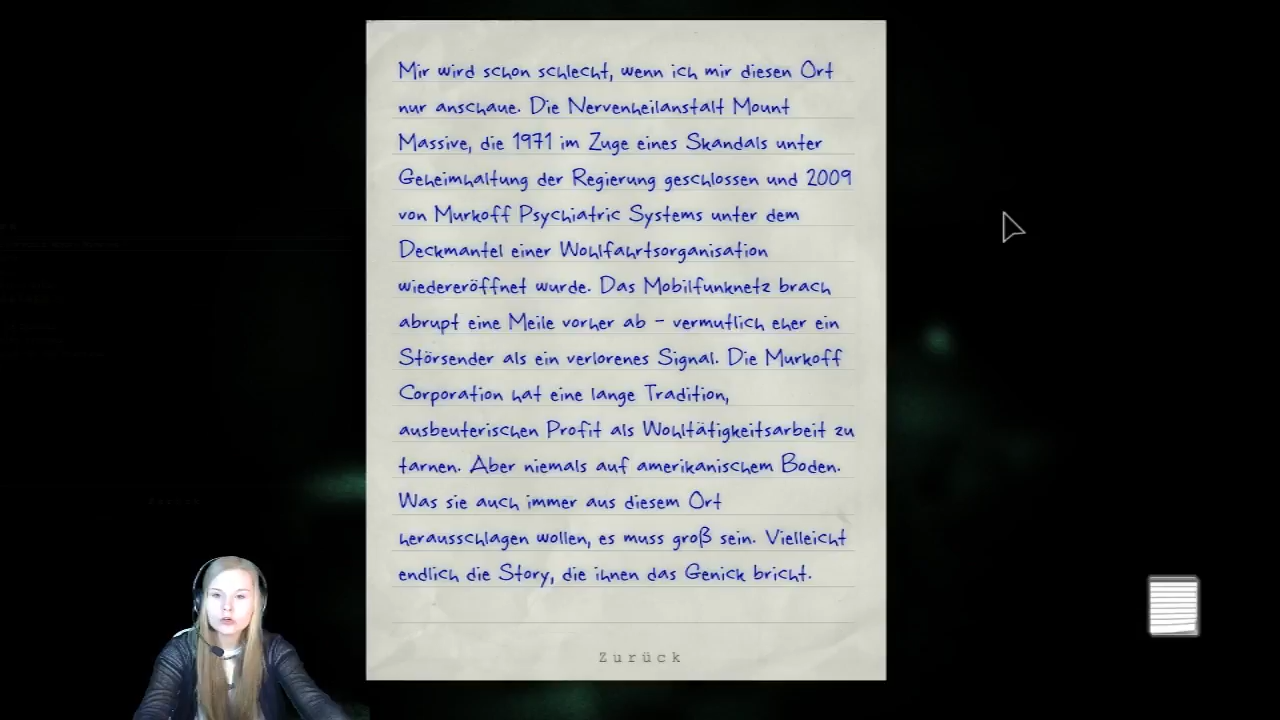 Mir wird schon schlecht, wenn ich mir diesen Ort
nur anschaue. Die Nervenheilanstalt Mount
Massive, die 1971 im Zuge eines Skandals unter
Geheimhaltung der Regierung geschlossen und 2009
von Murkoff Psychiatric Systems unter dem
Deckmantel einer Wohlfahrtsorganisation
wiedereröffnet wurde. Das Mobilfunknetz brach
abrupt eine Meile vorher ab - vermutlich eher ein
Störsender als ein verlorenes Signal. Die Murkoff
Corporation hat eine lange Tradition,
ausbeuterischen Profit als Wohltätigkeitsarbeit zu
tarnen. Aber niemals auf amerikanischem Boden.
Was sie auch immer aus diesem Ort
herausschlagen wollen, es muss groß sein. Vielleicht
endlich die Story, die ihnen das Genick bricht.
Zurück